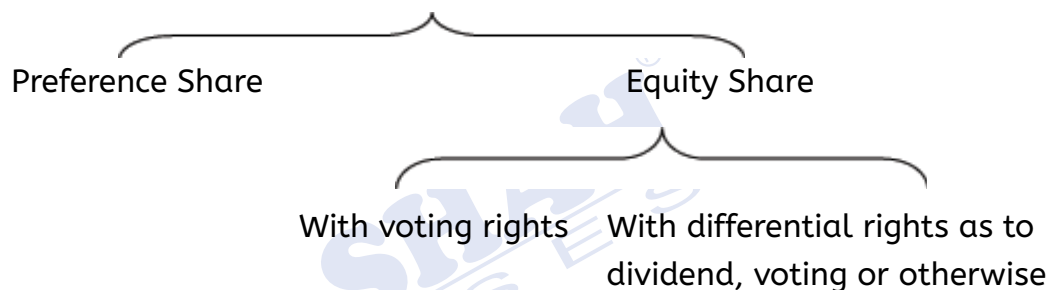 Preference Share
Equity Share
With voting rights
With differential rights as to
dividend, voting or otherwise